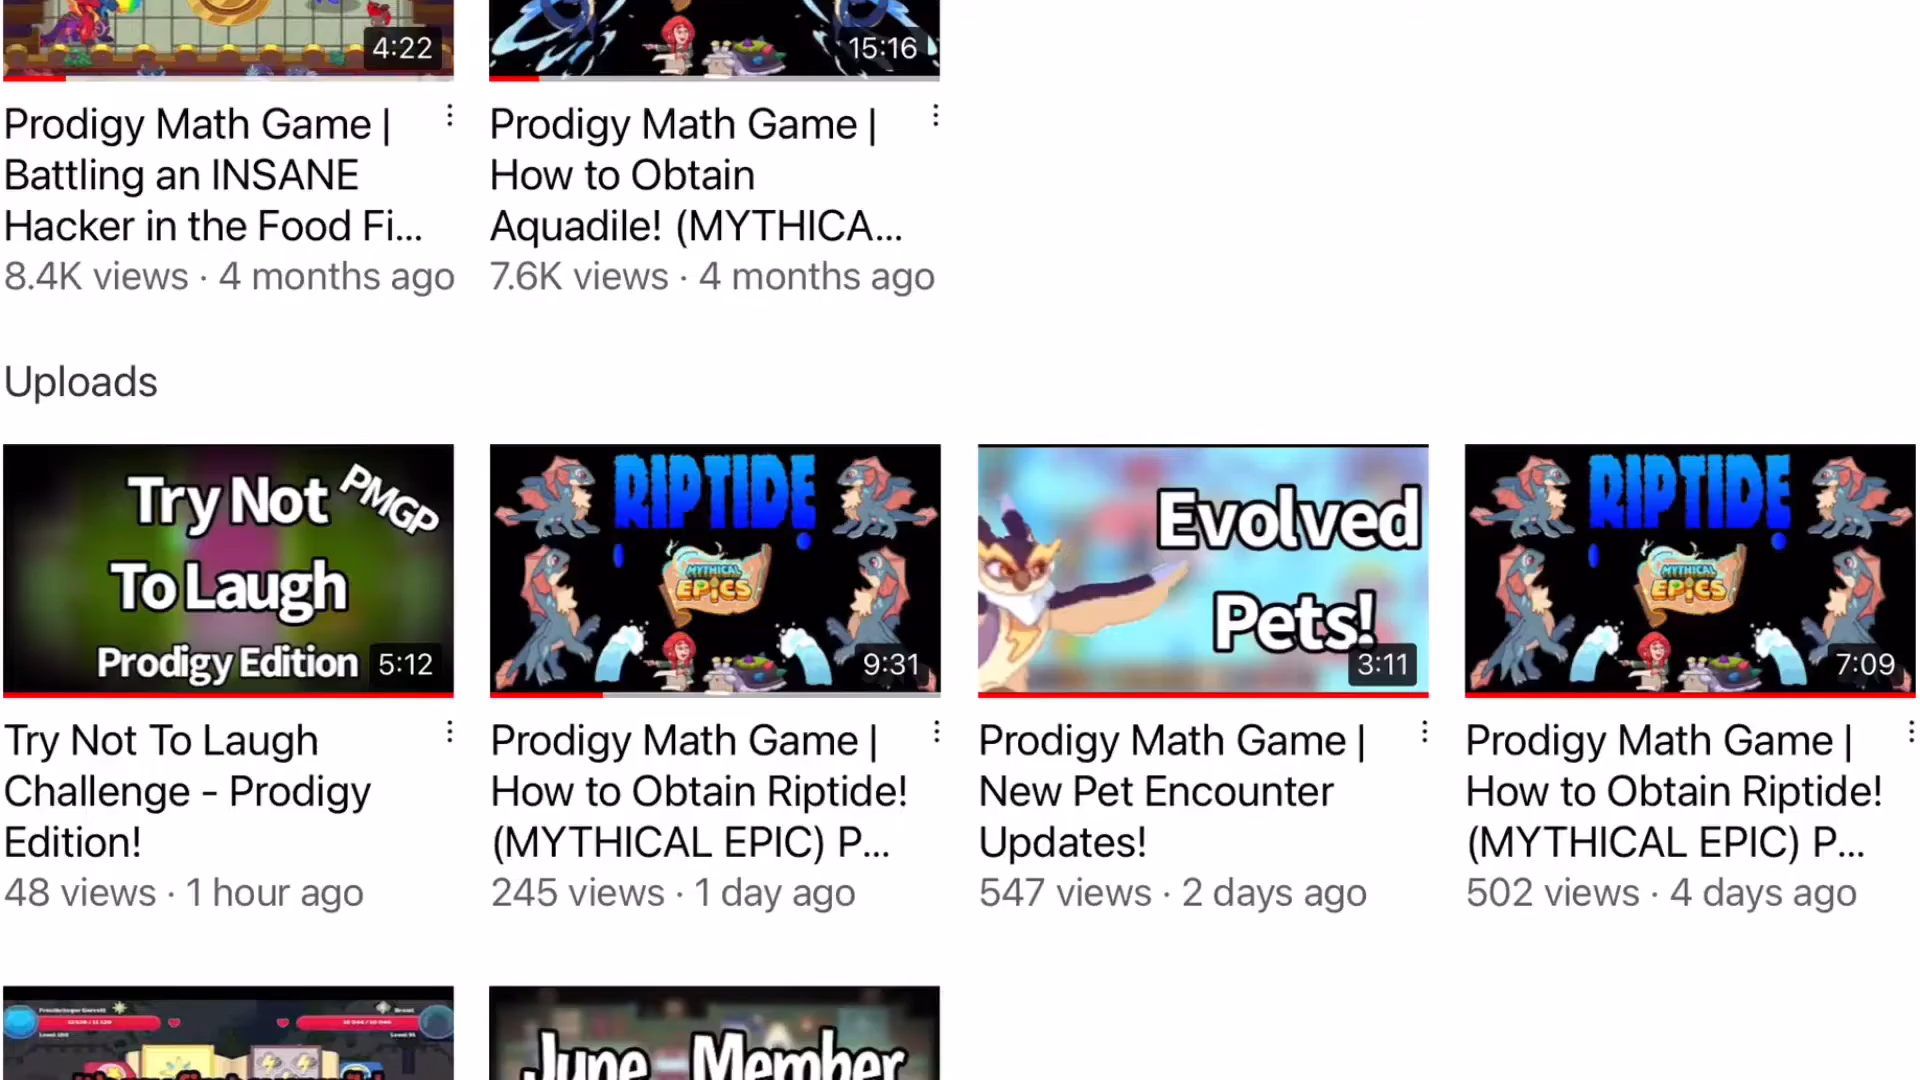 4:22
15:16
Prodigy Math Game |
Battling an INSANE
Hacker in the Food Fi...
8.4K views · 4 months ago
Prodigy Math Game |
How to Obtain
Aquadile! (MYTHICA...
7.6K views · 4 months ago
Uploads
Try Not
To Laugh
PMGP
Prodigy Edition
5:12
RIPTIDE
MYTHICAL
EPICS
9:31
Evolved
Pets!
3:11
RIPTIDE
MYTHICAL
EPICS
7:09
Try Not To Laugh
Challenge - Prodigy
Edition!
48 views · 1 hour ago
Prodigy Math Game |
How to Obtain Riptide!
(MYTHICAL EPIC) P...
245 views · 1 day ago
Prodigy Math Game |
New Pet Encounter
Updates!
547 views · 2 days ago
Prodigy Math Game |
How to Obtain Riptide!
(MYTHICAL EPIC) P...
502 views · 4 days ago
June Member